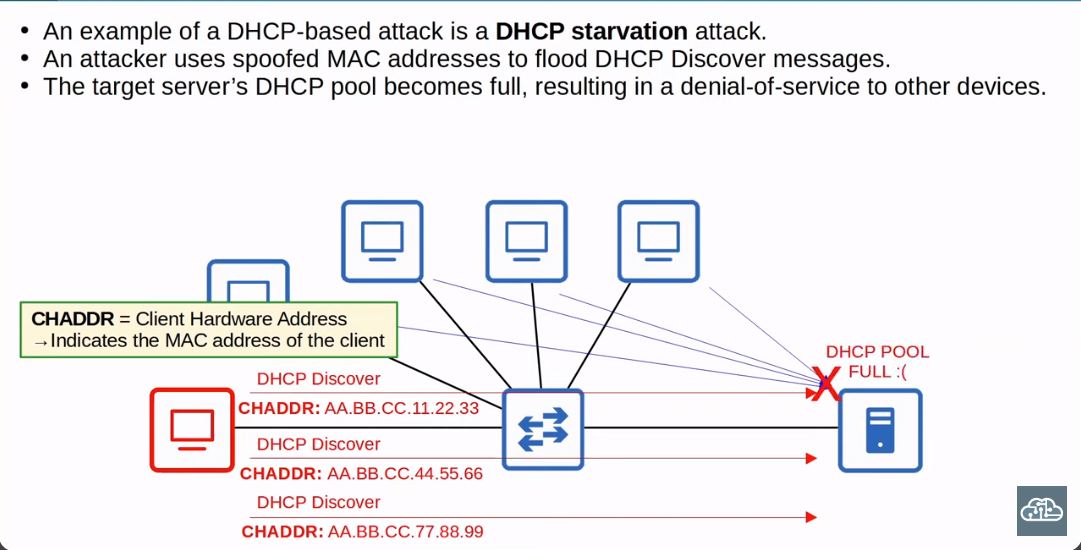 • An example of a DHCP-based attack is a DHCP starvation attack.
• An attacker uses spoofed MAC addresses to flood DHCP Discover messages.
• The target server’s DHCP pool becomes full, resulting in a denial-of-service to other devices.
CHADDR = Client Hardware Address
→Indicates the MAC address of the client
DHCP POOL
FULL :(
DHCP Discover
CHADDR: AA.BB.CC.11.22.33
DHCP Discover
CHADDR: AA.BB.CC.44.55.66
DHCP Discover
CHADDR: AA.BB.CC.77.88.99